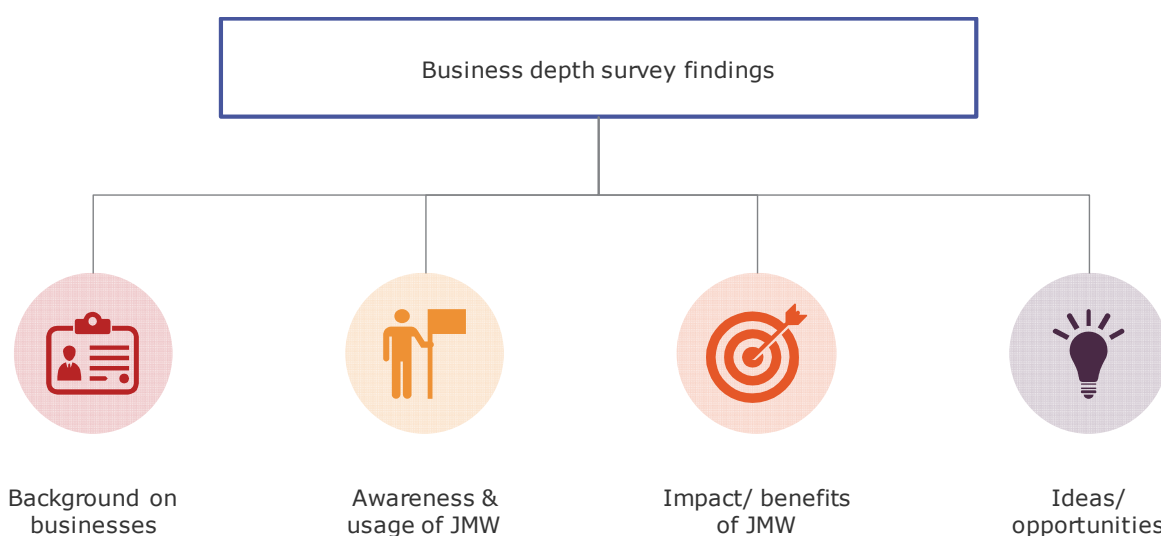 Business depth survey findings
Background on
businesses
Awareness &
usage of JMW
Impact/ benefits
of JMW
Ideas/
opportunities